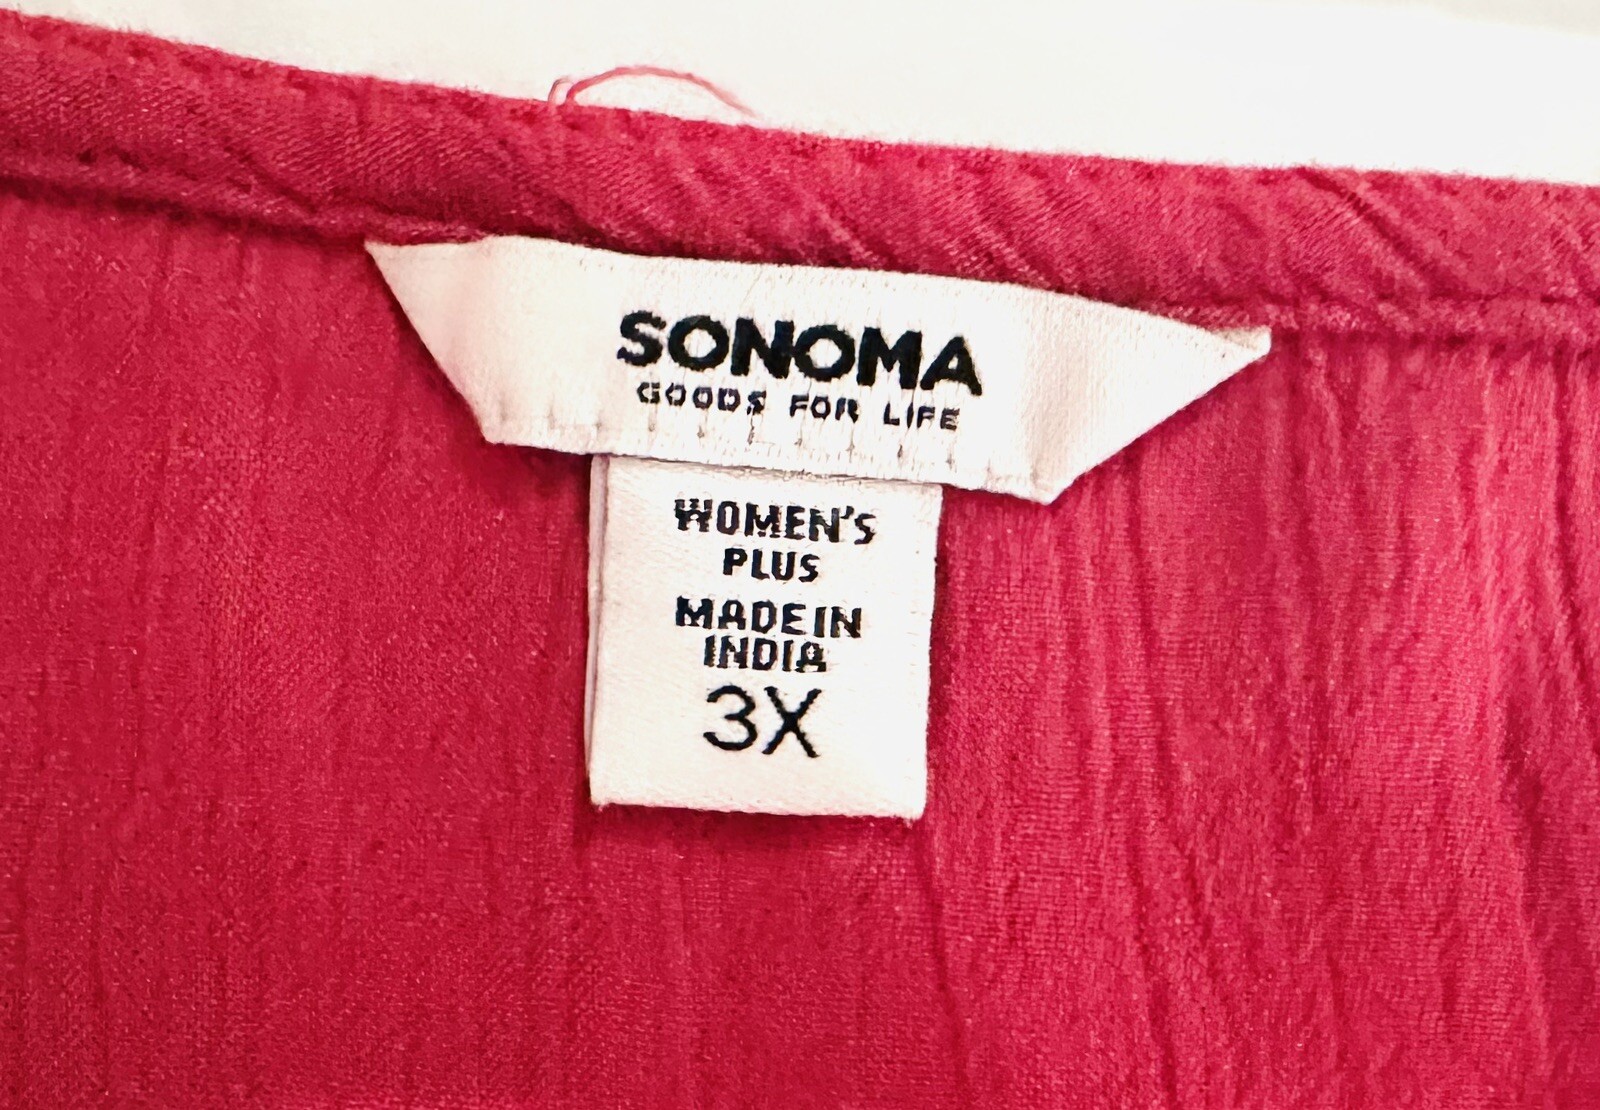 SONOMA
GOODS FOR LIFE
WOMEN'S
PLUS
MADE IN
INDIA
3X